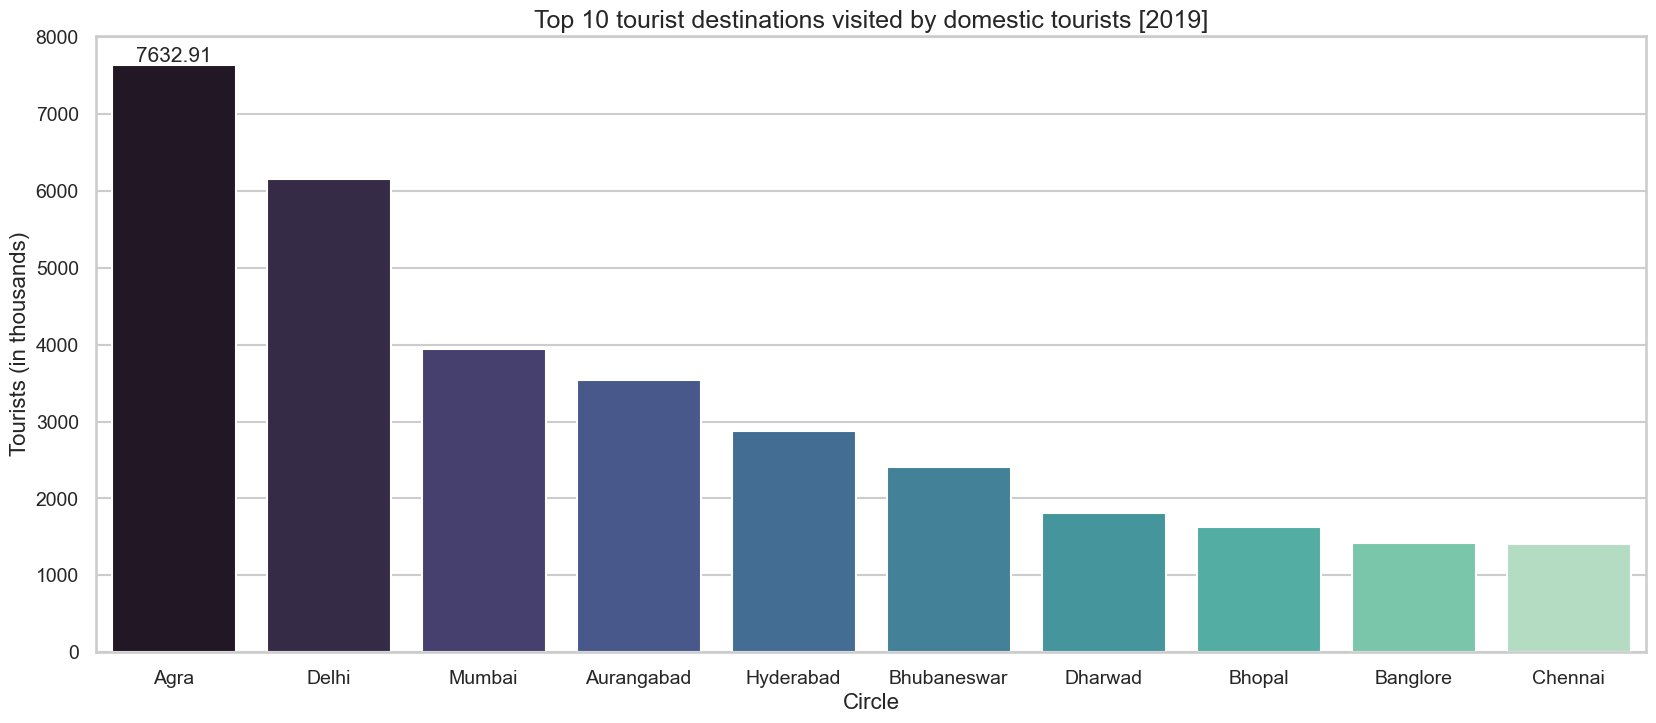 Top 10 tourist destinations visited by domestic tourists [2019]
8000
7632.91
7000
6000
5000
4000
3000
2000
1000
0
Tourists (in thousands)
Agra Delhi Mumbai Aurangabad Hyderabad Bhubaneswar Dharwad Bhopal Banglore Chennai
Circle